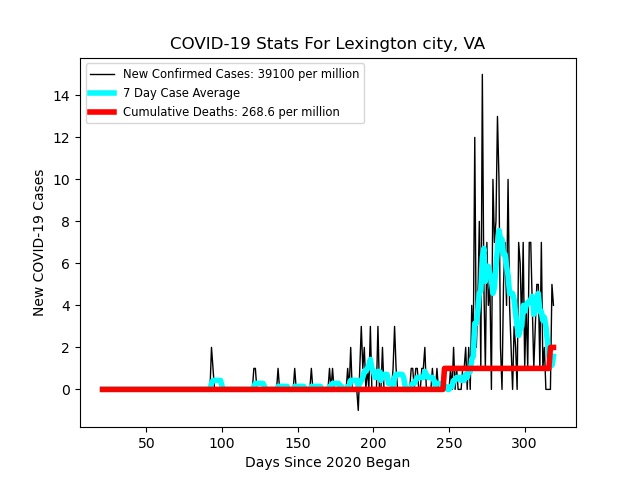 COVID-19 Stats For Lexington city, VA
New Confirmed Cases: 39100 per million
7 Day Case Average
Cumulative Deaths: 268.6 per million
New COVID-19 Cases
14
12
10
8
6
4
2
0
50 100 150 200 250 300
Days Since 2020 Began